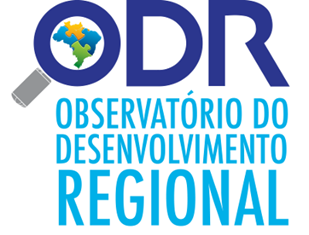 ODR
OBSERVATÓRIO DO
DESENVOLVIMENTO
REGIONAL